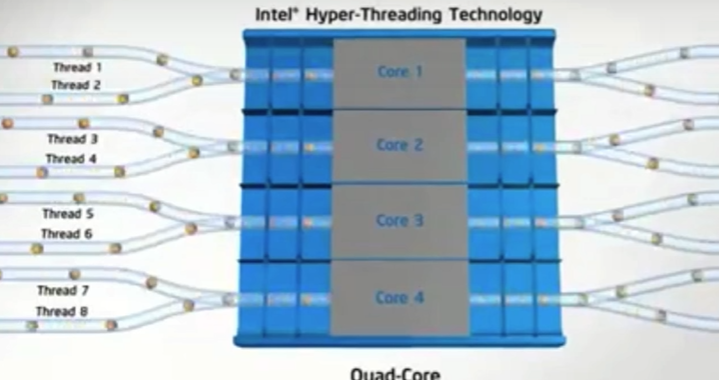 Intel® Hyper-Threading Technology
Thread 1
Thread 2
Core 1
Thread 3
Thread 4
Core 2
Thread 5
Thread 6
Core 3
Thread 7
Thread 8
Core 4
Quad-Core